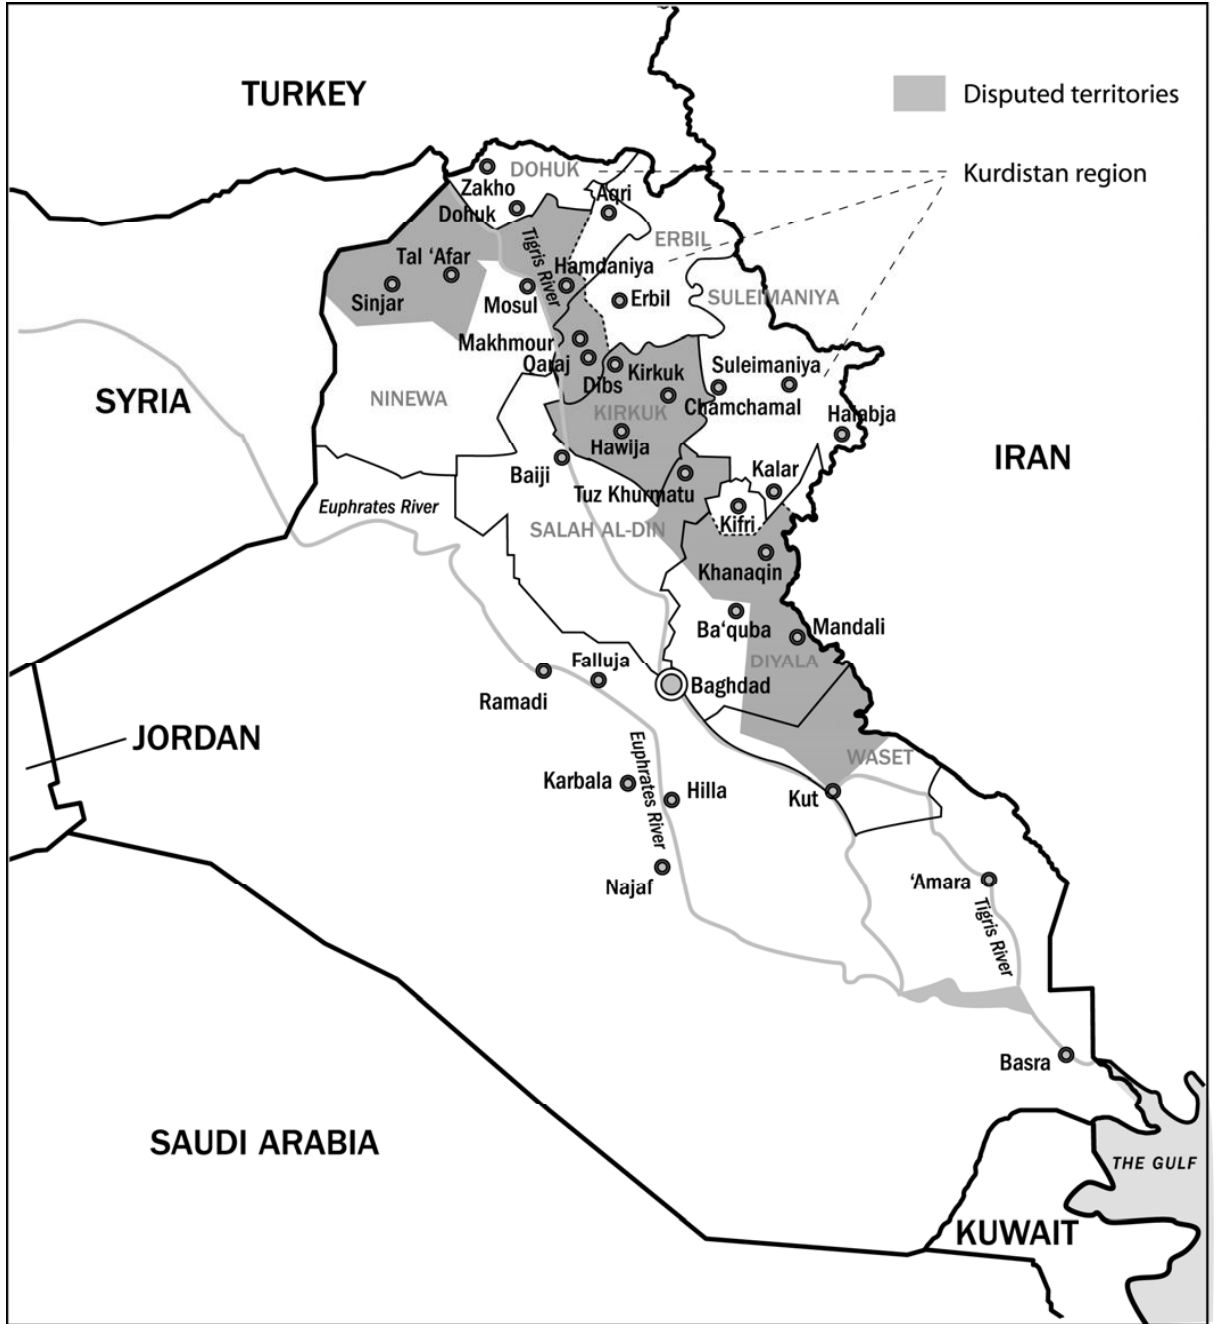 TURKEY
Disputed territories
Kurdistan region
DOHUK
Zakho
Aqri
Dohuk
Tigris River
ERBIL
Tal ‘Afar
Hamdaniya
Sinjar
Mosul
Erbil
SULEIMANIYA
Makhmour
Qaraj
Suleimaniya
Dibs
Kirkuk
SYRIA
NINEWA
KIRKUK
Chamchamal
Halabja
Hawija
IRAN
Baiji
Kalar
Tuz Khurmatu
Euphrates River
SALAH AL-DIN
Kifri
Khanaqin
Ba‘quba
Mandali
Falluja
DIYALA
Ramadi
Baghdad
JORDAN
Euphrates River
WASET
Karbala
Hilla
Kut
Najaf
‘Amara
Tigris River
Basra
SAUDI ARABIA
THE GULF
KUWAIT